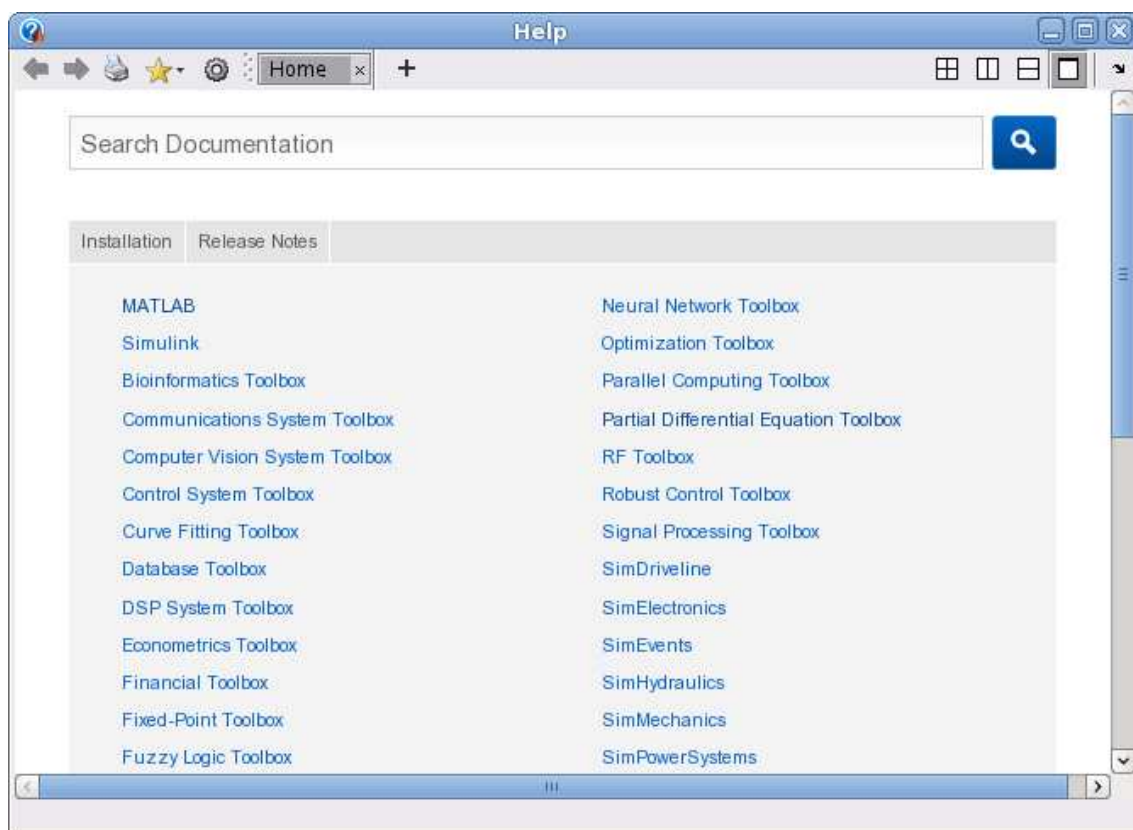 Help
Home
Search Documentation
Installation Release Notes
MATLAB
Simulink
Bioinformatics Toolbox
Communications System Toolbox
Computer Vision System Toolbox
Control System Toolbox
Curve Fitting Toolbox
Database Toolbox
DSP System Toolbox
Econometrics Toolbox
Financial Toolbox
Fixed-Point Toolbox
Fuzzy Logic Toolbox
Neural Network Toolbox
Optimization Toolbox
Parallel Computing Toolbox
Partial Differential Equation Toolbox
RF Toolbox
Robust Control Toolbox
Signal Processing Toolbox
SimDriveline
SimElectronics
SimEvents
SimHydraulics
SimMechanics
SimPowerSystems